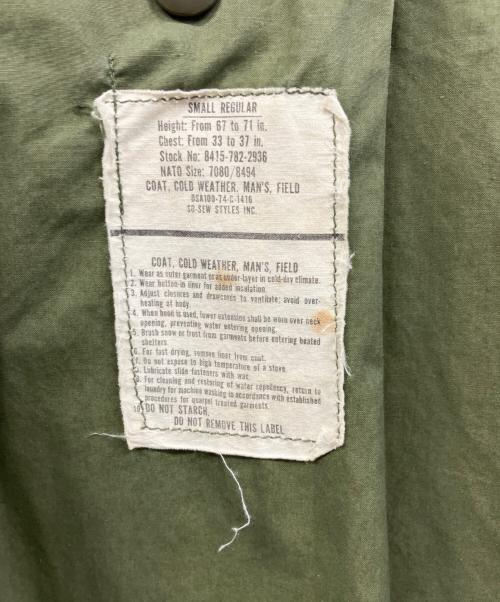 SMALL REGULAR
Height: From 67 to 71 in.
Chest: From 33 to 37 in.
Stock No: 8415-782-2936
NATO Size: 7080/8494
COAT, COLD WEATHER, MAN'S, FIELD
DSA100-74-C-1416
SO-SEW STYLES INC.
COAT, COLD WEATHER, MAN'S, FIELD
1. Wear as outer garment or as under-layer in cold-dry climate.
2. Wear button-in liner for added insulation.
3. Adjust closures and drawcords to ventilate; avoid over-
heating of body.
4. When hood is used, lower extension shall be worn over neck
opening, preventing water entering opening.
5. Brush snow or frost from garments before entering heated
shelters.
6. For fast drying, remove liner from coat.
7. Do not expose to high temperature of a stove.
8. Lubricate slide fasteners with wax.
9. For cleaning and restoring of water repellency, return to
laundry for machine washing in accordance with established
procedures for quarpel treated garments.
10. DO NOT STARCH.
DO NOT REMOVE THIS LABEL